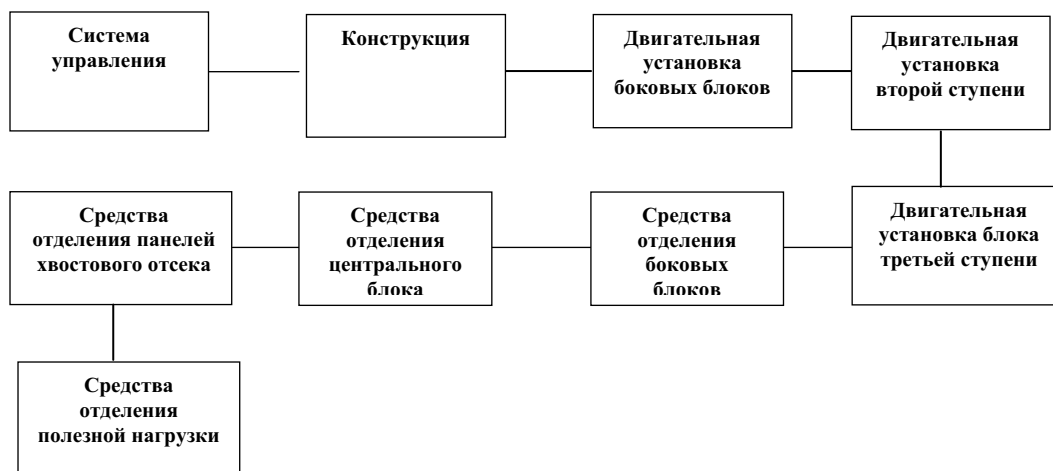 Система
управления
Конструкция
Двигательная
установка
боковых блоков
Двигательная
установка
второй ступени
Средства
отделения панелей
хвостового отсека
Средства
отделения
центрального
блока
Средства
отделения
боковых
блоков
Двигательная
установка блока
третьей ступени
Средства
отделения
полезной нагрузки